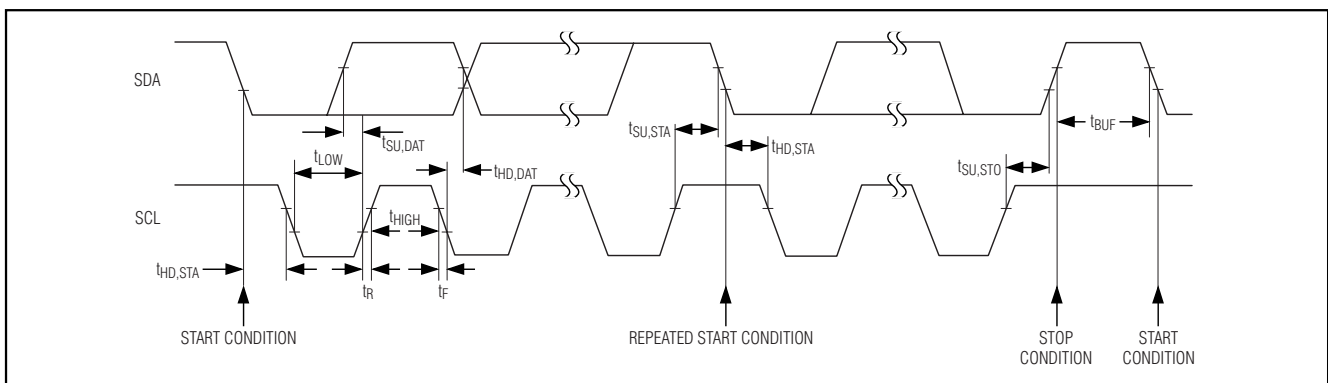 SDA
tSU,STA
tBUF
tSU,DAT
tLOW
tHD,STA
tHD,DAT
tSU,STO
SCL
tHIGH
tHD,STA
tR
tF
START CONDITION
REPEATED START CONDITION
STOP
CONDITION
START
CONDITION